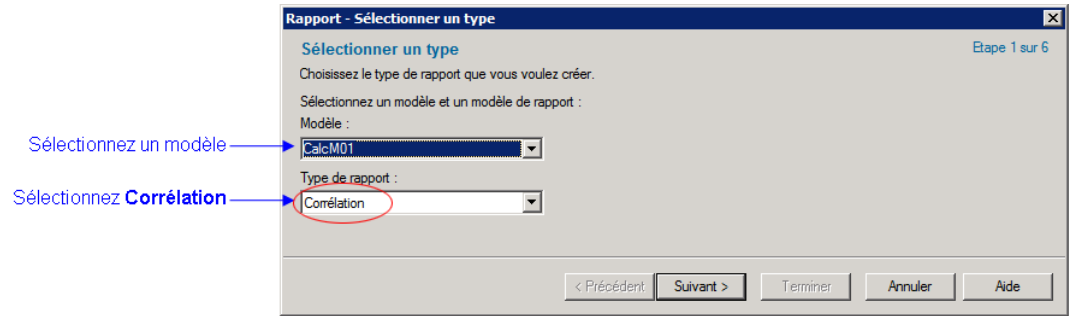 Rapport - Sélectionner un type
Sélectionner un type
Etape 1 sur 6
Choisissez le type de rapport que vous voulez créer.
Sélectionnez un modèle et un modèle de rapport :
Modèle :
Sélectionnez un modèle
CalcM01
Type de rapport :
Sélectionnez Corrélation
Corrélation
< Précédent
Suivant >
Terminer
Annuler
Aide